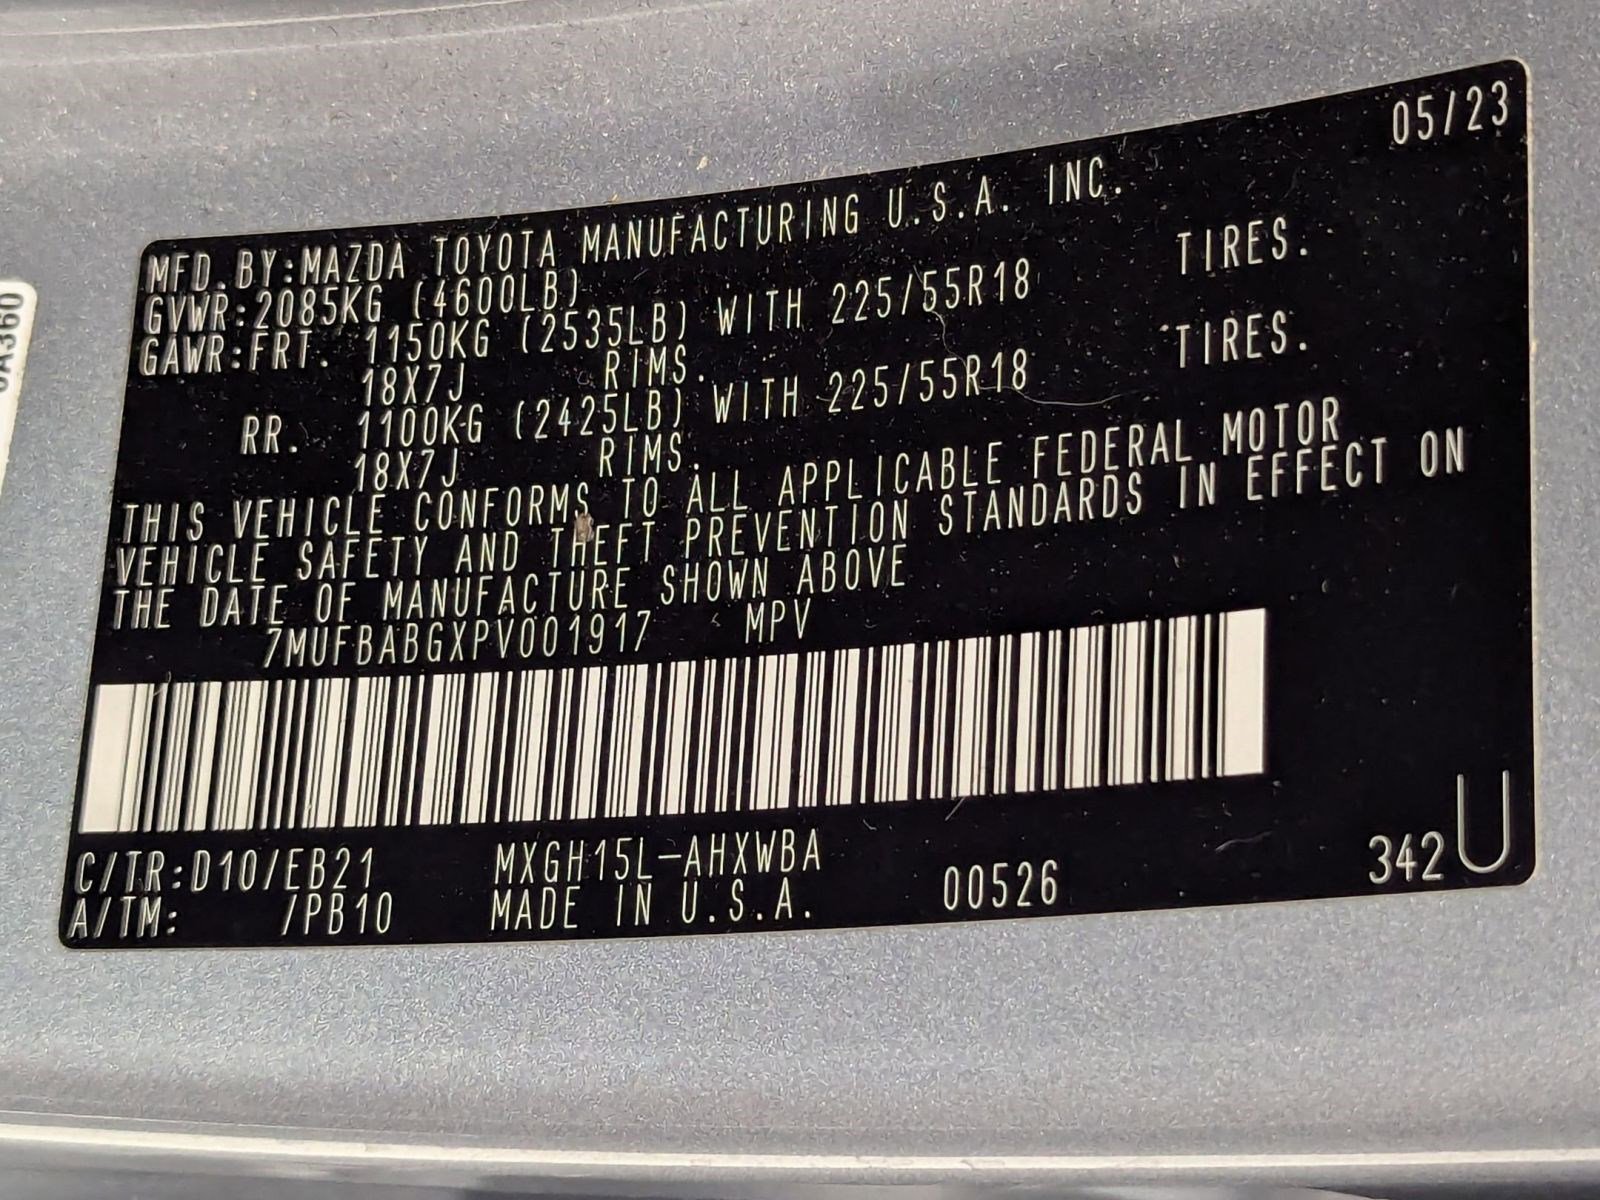 05/23
MFD.BY:MAZDA TOYOTA MANUFACTURING U.S.A. INC.
GVWR:2085KG (4600LB)
GAWR:FRT. 1150KG (2535LB) WITH 225/55R18 TIRES.
18X7J RIMS.
RR. 1100KG (2425LB) WITH 225/55R18 TIRES.
18X7J RIMS.
THIS VEHICLE CONFORMS TO ALL APPLICABLE FEDERAL MOTOR
VEHICLE SAFETY AND THEFT PREVENTION STANDARDS IN EFFECT ON
THE DATE OF MANUFACTURE SHOWN ABOVE
7MUFBABGXPV001917 MPV
C/TR:D10/EB21 MXGH15L-AHXWBA
A/TM: /PB10 MADE IN U.S.A. 00526 342 U